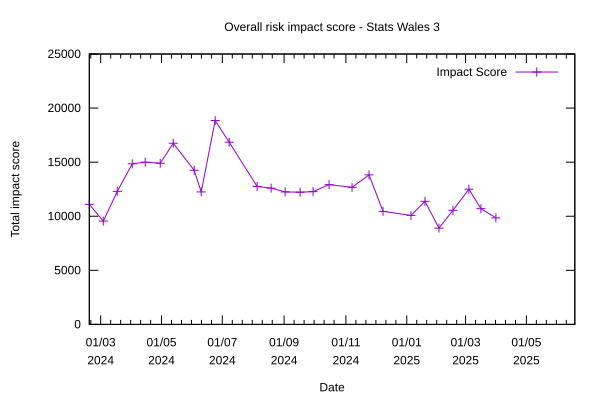 Overall risk impact score - Stats Wales 3
25000
20000
15000
10000
5000
0
Total impact score
Impact Score
01/03 01/05 01/07 01/09 01/11 01/01 01/03 01/05
2024 2024 2024 2024 2024 2025 2025 2025
Date